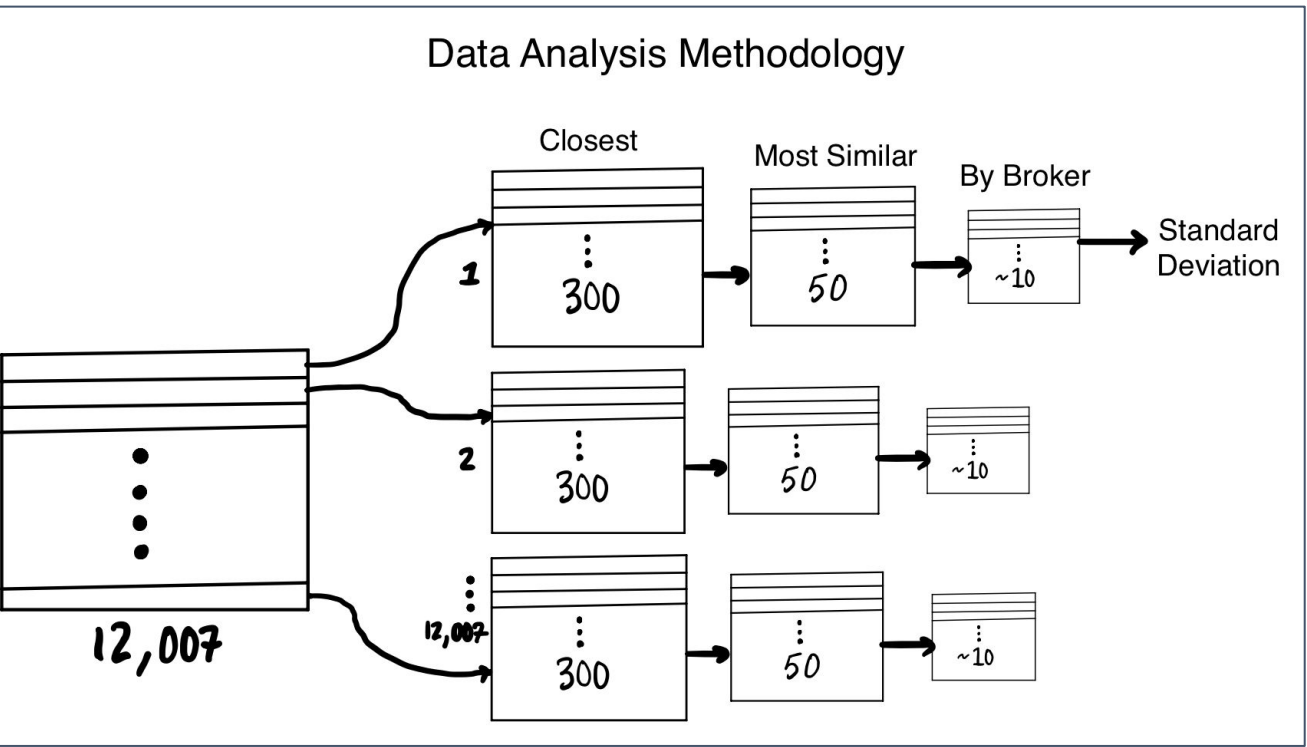 Data Analysis Methodology
Closest
Most Similar
By Broker
Standard
Deviation
1
300
50
~10
2
300
50
~10
12,007
12,007
300
50
~10